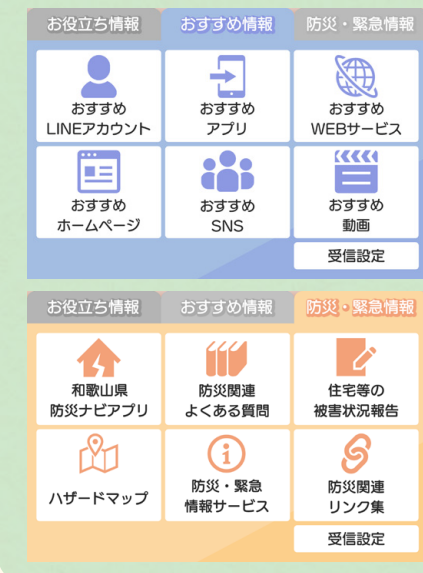 お役立ち情報
おすすめ情報
防災・緊急情報
おすすめ
LINEアカウント
おすすめ
アプリ
おすすめ
WEBサービス
おすすめ
ホームページ
おすすめ
SNS
おすすめ
動画
受信設定
お役立ち情報
おすすめ情報
防災・緊急情報
和歌山県
防災ナビアプリ
防災関連
よくある質問
住宅等の
被害状況報告
ハザードマップ
防災・緊急
情報サービス
防災関連
リンク集
受信設定